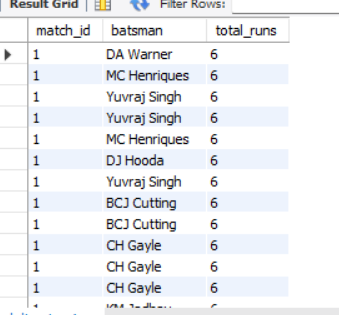 Result Grid Filter Rows:
match_id batsman total_runs
1 DA Warner 6
1 MC Henriques 6
1 Yuvraj Singh 6
1 Yuvraj Singh 6
1 MC Henriques 6
1 DJ Hooda 6
1 Yuvraj Singh 6
1 BCJ Cutting 6
1 BCJ Cutting 6
1 CH Gayle 6
1 CH Gayle 6
1 CH Gayle 6
1 KM Jadhav 6